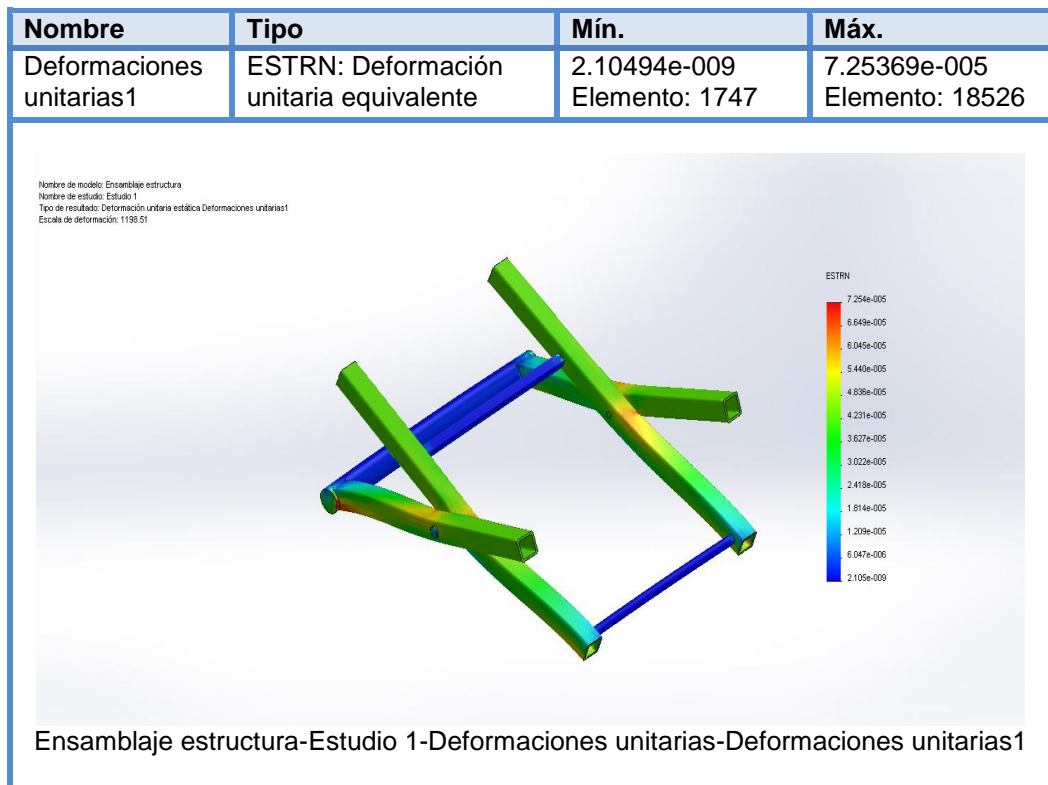 Nombre Tipo Mín. Máx.
Deformaciones unitarias1 ESTRN: Deformación unitaria equivalente 2.10494e-009 Elemento: 1747 7.25369e-005 Elemento: 18526
Nombre de modelo: Ensamblaje estructura
Nombre de estudio: Estudio 1
Tipo de resultado: Deformación unitaria estática Deformaciones unitarias1
Escala de deformación: 1198.51
ESTRN
7.254e-005
6.649e-005
6.045e-005
5.440e-005
4.836e-005
4.231e-005
3.627e-005
3.022e-005
2.418e-005
1.814e-005
1.209e-005
6.047e-006
2.105e-009
Ensamblaje estructura-Estudio 1-Deformaciones unitarias-Deformaciones unitarias1